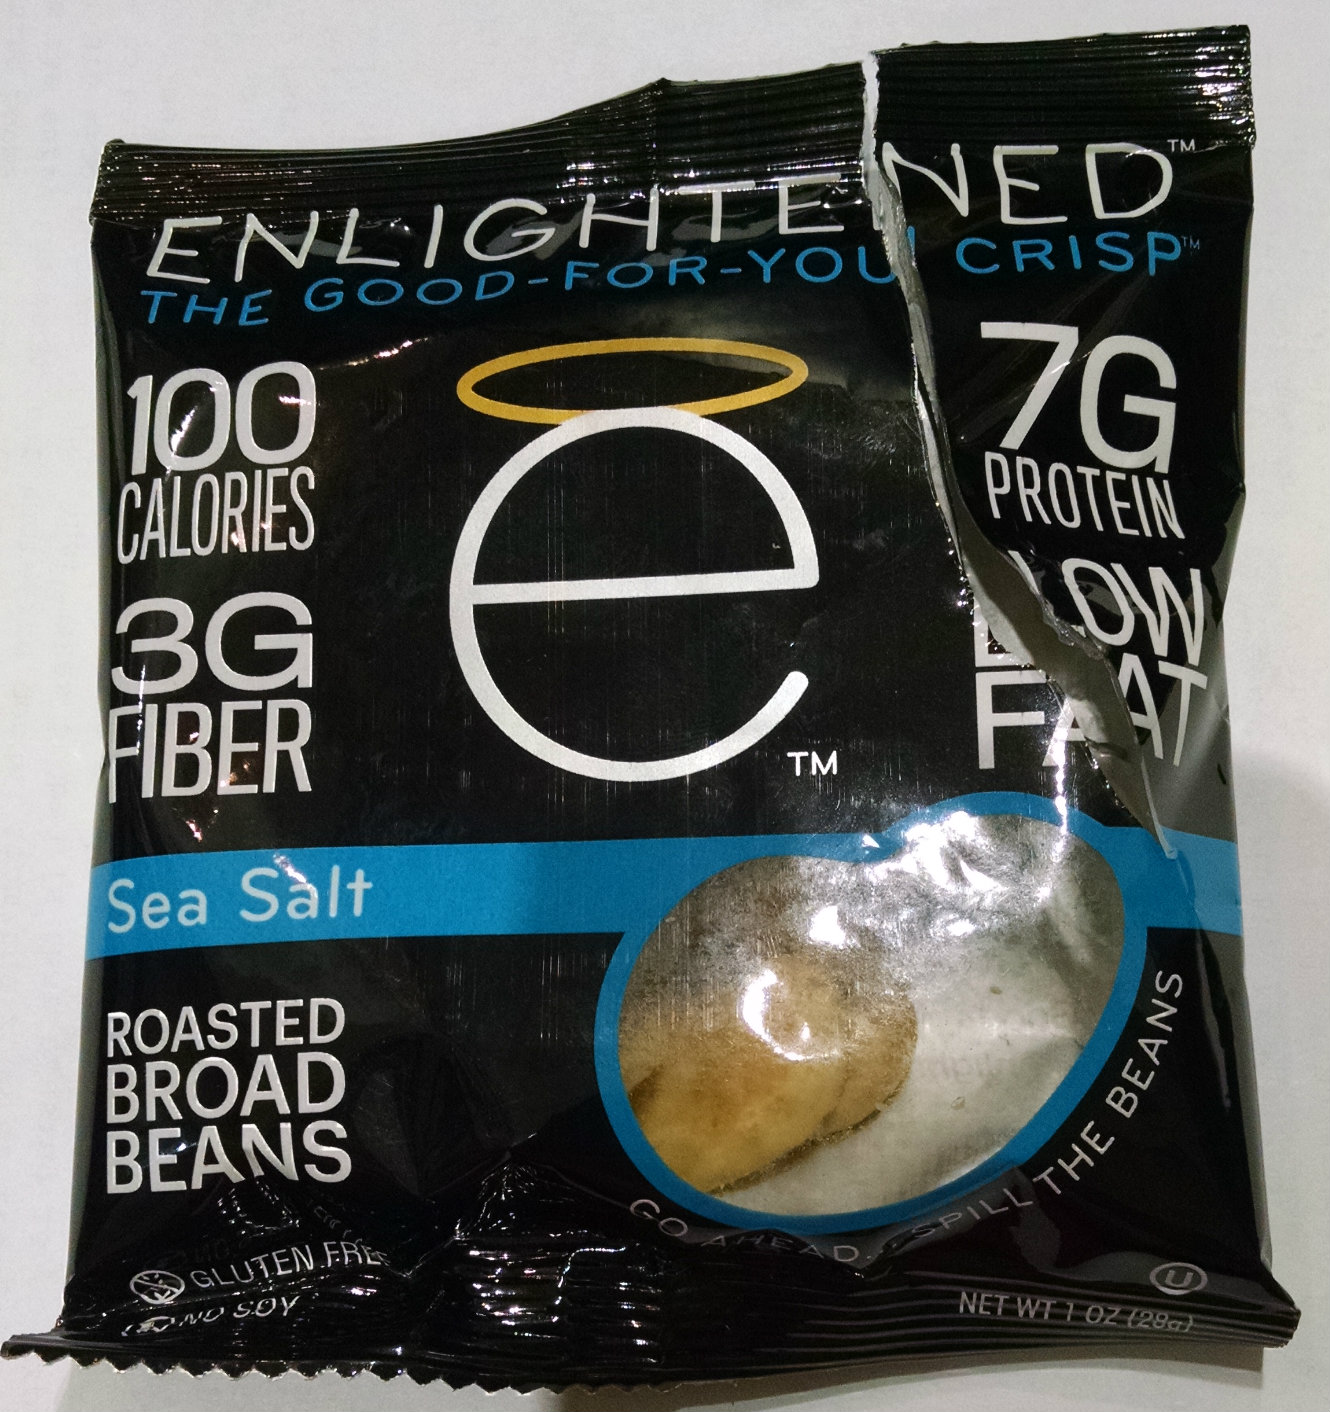 ENLIGHTENED™
THE GOOD-FOR-YOU CRISP™
100
CALORIES
3G
FIBER
e
TM
7G
PROTEIN
LOW
FAT
Sea Salt
ROASTED
BROAD
BEANS
GO AHEAD... SPILL THE BEANS
GLUTEN FREE
NO SOY
U
NET WT 1 OZ (28g)